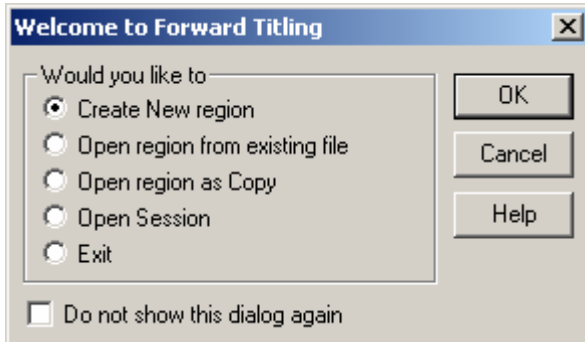 Welcome to Forward Titling
Would you like to
Create New region
Open region from existing file
Open region as Copy
Open Session
Exit
OK
Cancel
Help
Do not show this dialog again